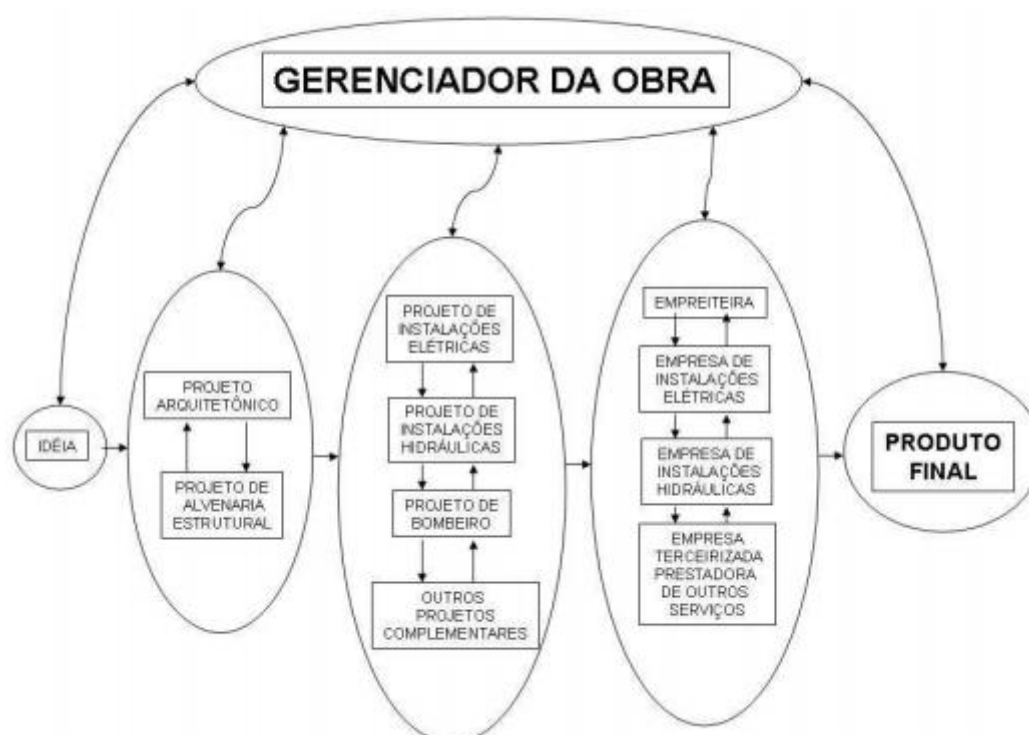 GERENCIADOR DA OBRA
IDÉIA
PROJETO
ARQUITETÔNICO
PROJETO DE
ALVENARIA
ESTRUTURAL
PROJETO DE
INSTALAÇÕES
ELÉTRICAS
PROJETO DE
INSTALAÇÕES
HIDRÁULICAS
PROJETO DE
BOMBEIRO
OUTROS
PROJETOS
COMPLEMENTARES
EMPREITEIRA
EMPRESA DE
INSTALAÇÕES
ELÉTRICAS
EMPRESA DE
INSTALAÇÕES
HIDRÁULICAS
EMPRESA
TERCEIRIZADA
PRESTADORA
DE OUTROS
SERVIÇOS
PRODUTO
FINAL